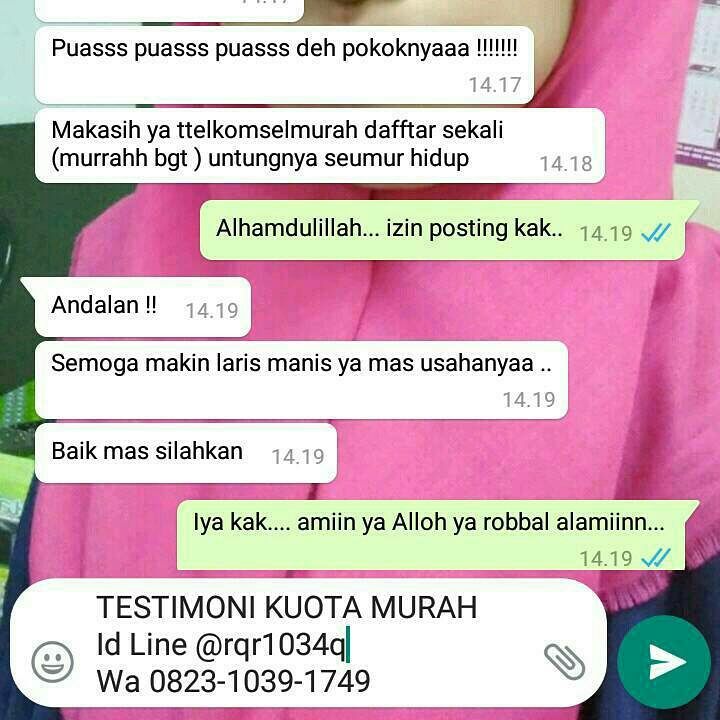 Puasss puasss puasss deh pokoknyaaa !!!!!!!
14.17
Makasih ya ttelkomselmurah dafftar sekali
(murrahh bgt ) untungnya seumur hidup
14.18
Alhamdulillah... izin posting kak..
14.19
Andalan !!
14.19
Semoga makin laris manis ya mas usahanyaa ..
14.19
Baik mas silahkan
14.19
Iya kak.... amiin ya Alloh ya robbal alamiinn...
14.19
TESTIMONI KUOTA MURAH
Id Line @rqr1034q
Wa 0823-1039-1749